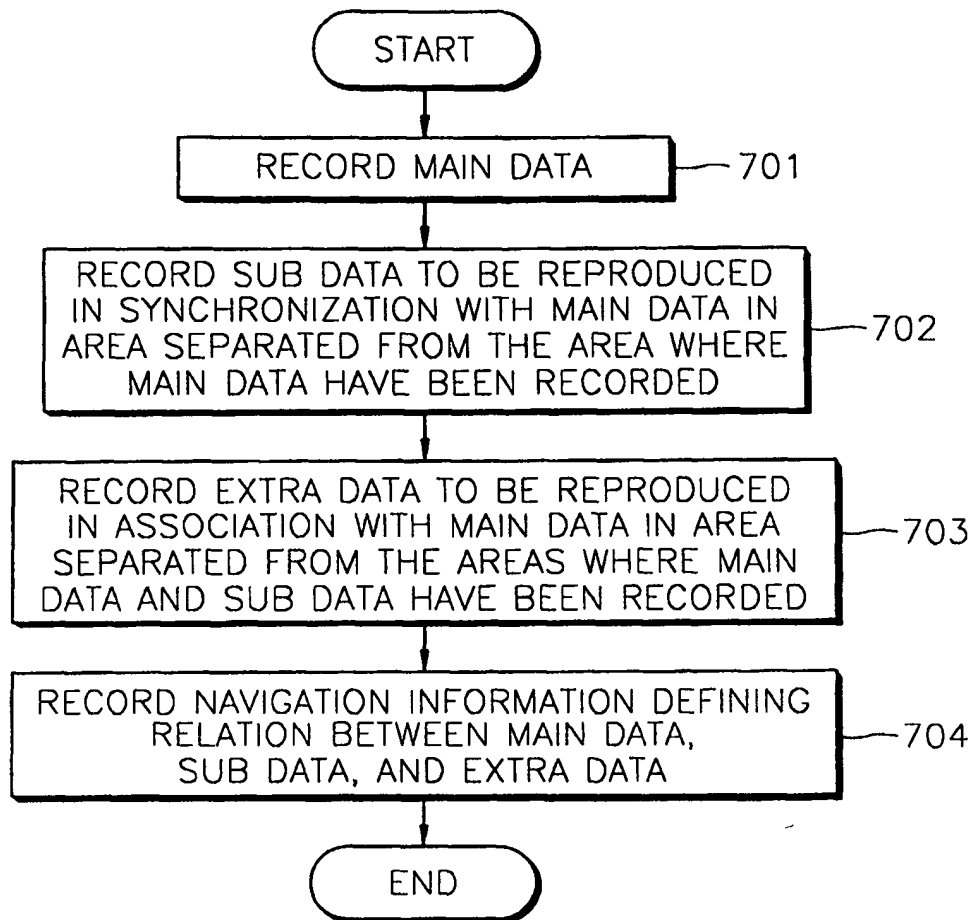 START
RECORD MAIN DATA
701
RECORD SUB DATA TO BE REPRODUCED
IN SYNCHRONIZATION WITH MAIN DATA IN
AREA SEPARATED FROM THE AREA WHERE
MAIN DATA HAVE BEEN RECORDED
702
RECORD EXTRA DATA TO BE REPRODUCED
IN ASSOCIATION WITH MAIN DATA IN AREA
SEPARATED FROM THE AREAS WHERE MAIN
DATA AND SUB DATA HAVE BEEN RECORDED
703
RECORD NAVIGATION INFORMATION DEFINING
RELATION BETWEEN MAIN DATA,
SUB DATA, AND EXTRA DATA
704
END